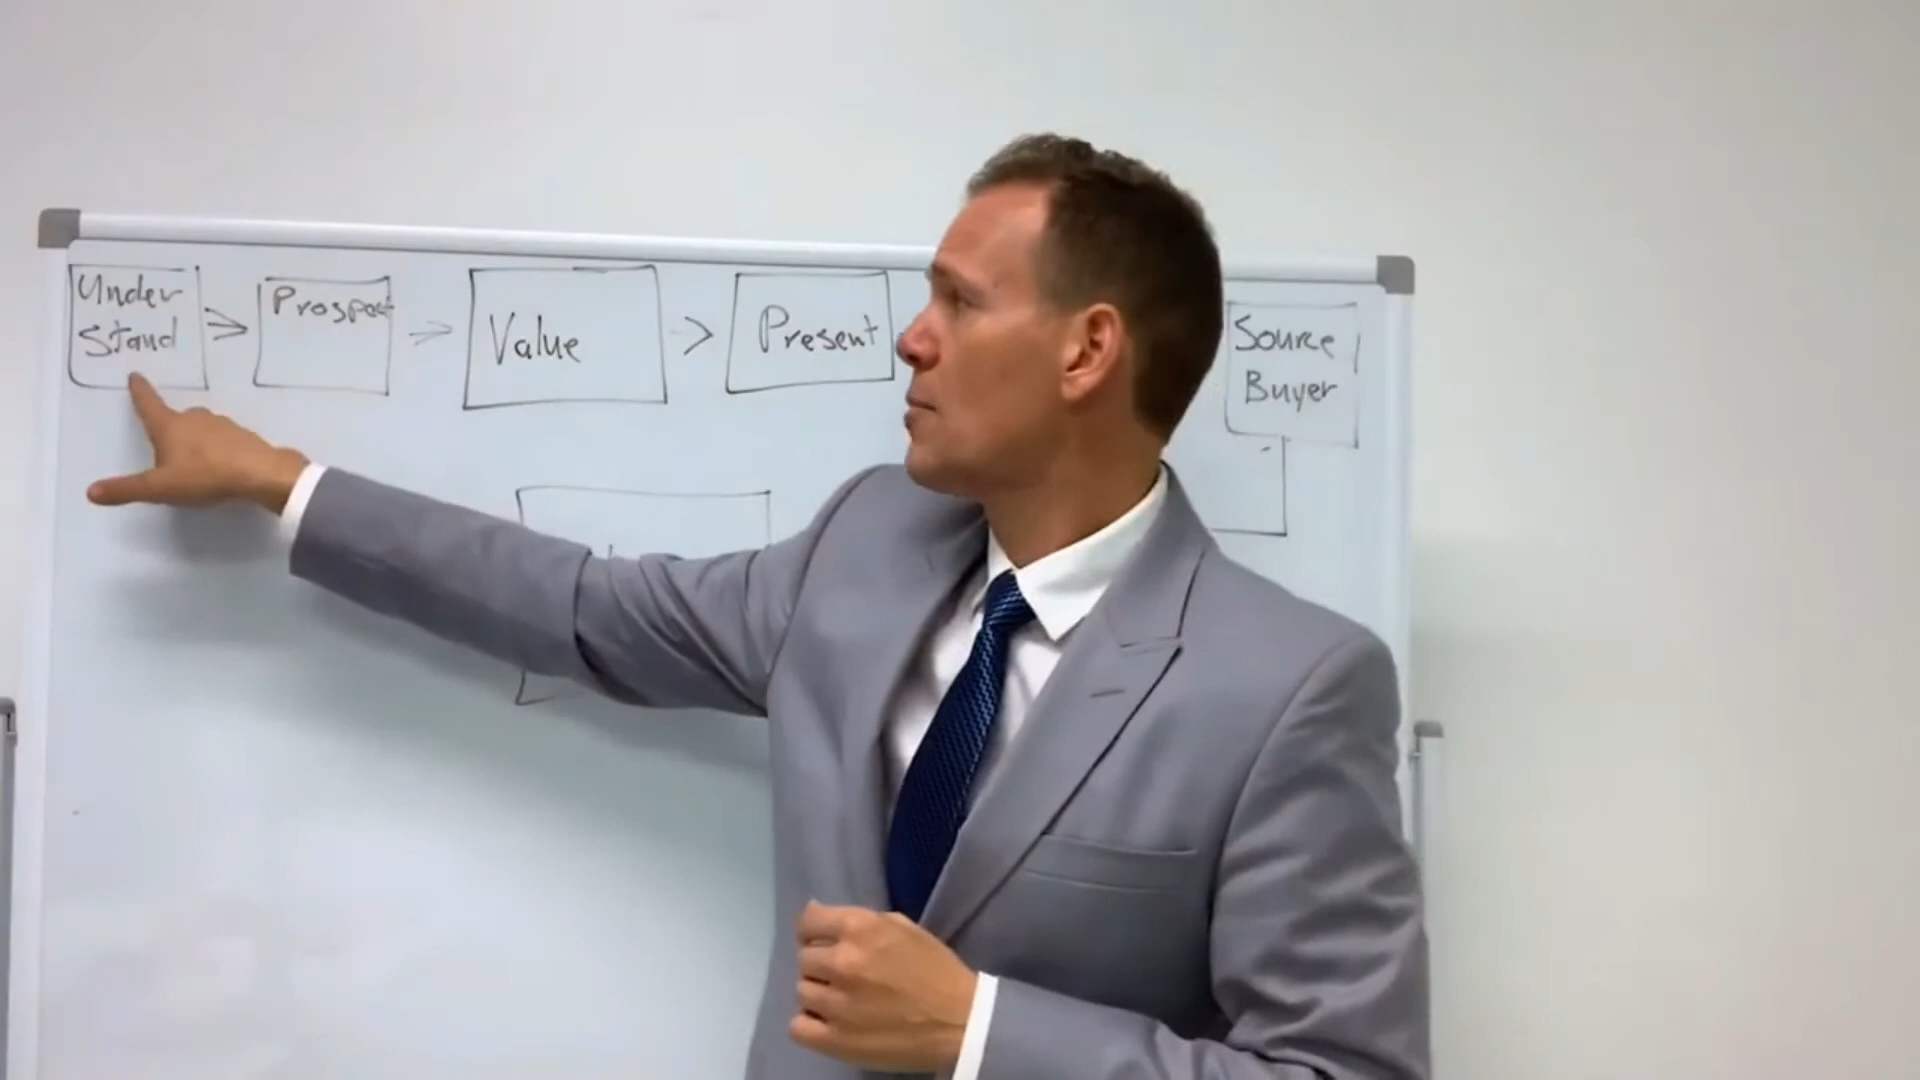 Under
Stand
Prospect
Value
Present
Source
Buyer